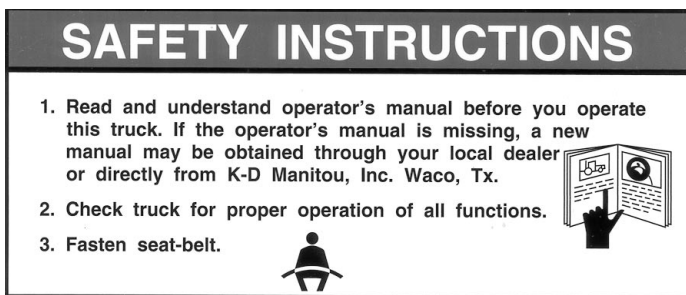 SAFETY INSTRUCTIONS
1. Read and understand operator's manual before you operate
this truck. If the operator's manual is missing, a new
manual may be obtained through your local dealer
or directly from K-D Manitou, Inc. Waco, Tx.
2. Check truck for proper operation of all functions.
3. Fasten seat-belt.